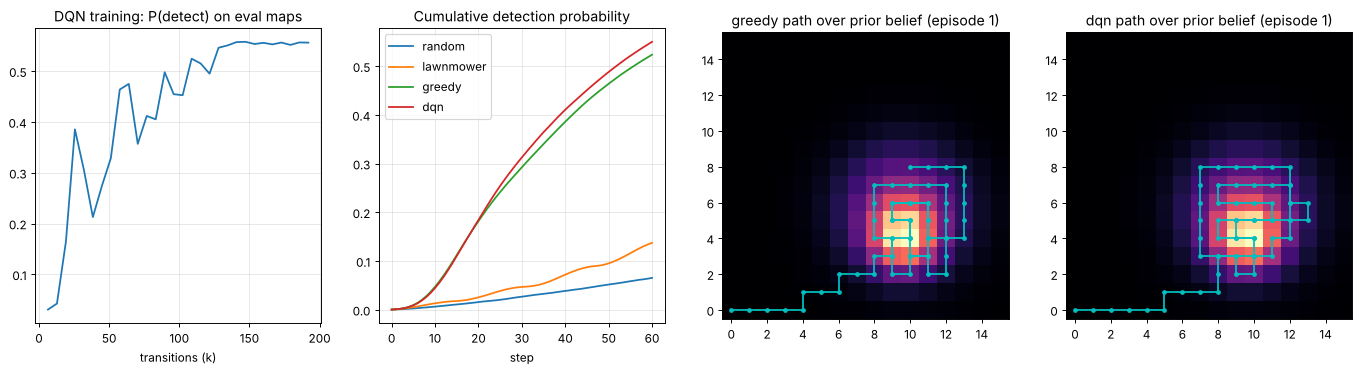 DQN training: P(detect) on eval maps
0.5
0.4
0.3
0.2
0.1
0 50 100 150 200
transitions (k)
Cumulative detection probability
random
lawnmower
greedy
dqn
0.5
0.4
0.3
0.2
0.1
0.0
0 10 20 30 40 50 60
step
greedy path over prior belief (episode 1)
14
12
10
8
6
4
2
0
0 2 4 6 8 10 12 14
dqn path over prior belief (episode 1)
14
12
10
8
6
4
2
0
0 2 4 6 8 10 12 14